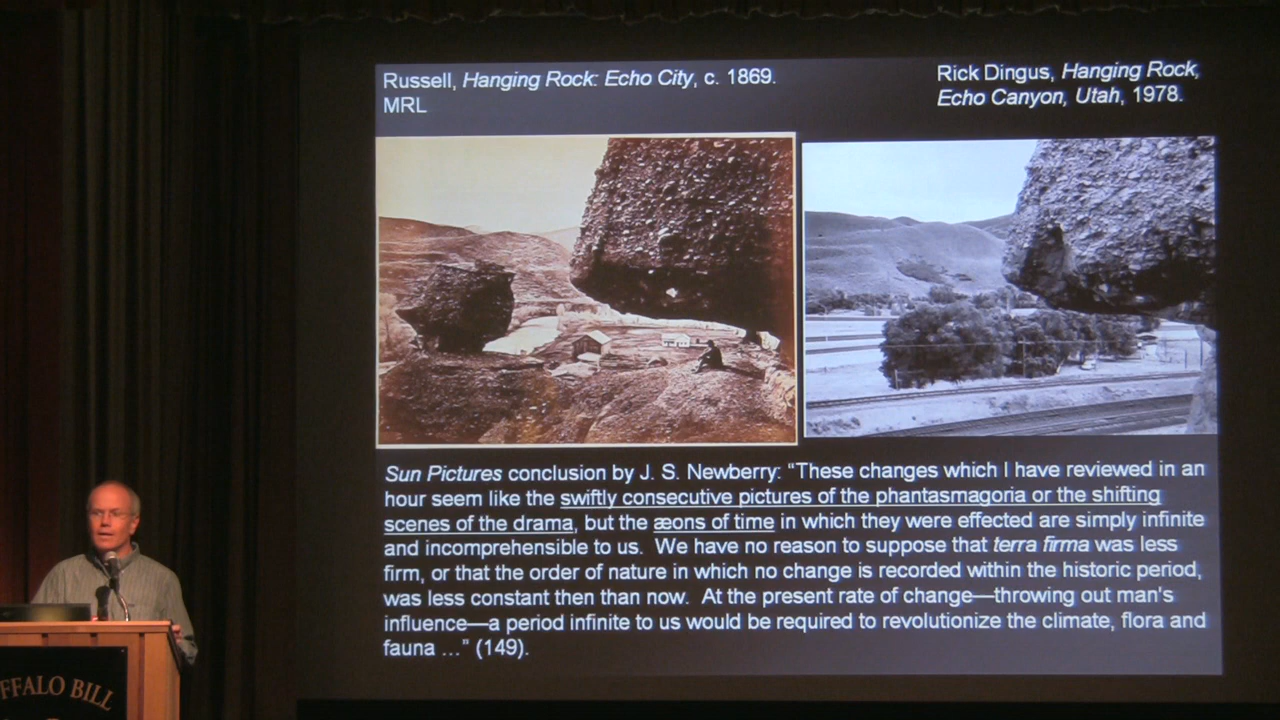 Russell, Hanging Rock: Echo City, c. 1869.
MRL
Rick Dingus, Hanging Rock,
Echo Canyon, Utah, 1978.
Sun Pictures conclusion by J. S. Newberry: “These changes which I have reviewed in an
hour seem like the swiftly consecutive pictures of the phantasmagoria or the shifting
scenes of the drama, but the æons of time in which they were effected are simply infinite
and incomprehensible to us. We have no reason to suppose that terra firma was less
firm, or that the order of nature in which no change is recorded within the historic period,
was less constant then than now. At the present rate of change—throwing out man's
influence—a period infinite to us would be required to revolutionize the climate, flora and
fauna ...” (149).
FFALO BILL